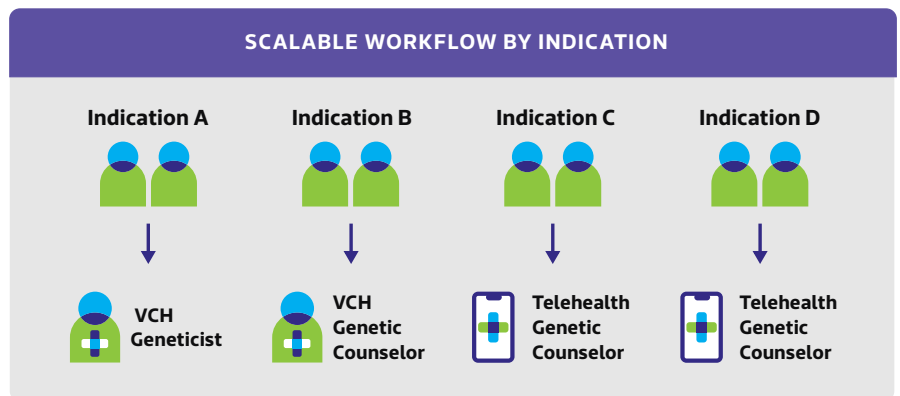 SCALABLE WORKFLOW BY INDICATION
Indication A
Indication B
Indication C
Indication D
VCH
Geneticist
VCH
Genetic
Counselor
Telehealth
Genetic
Counselor
Telehealth
Genetic
Counselor